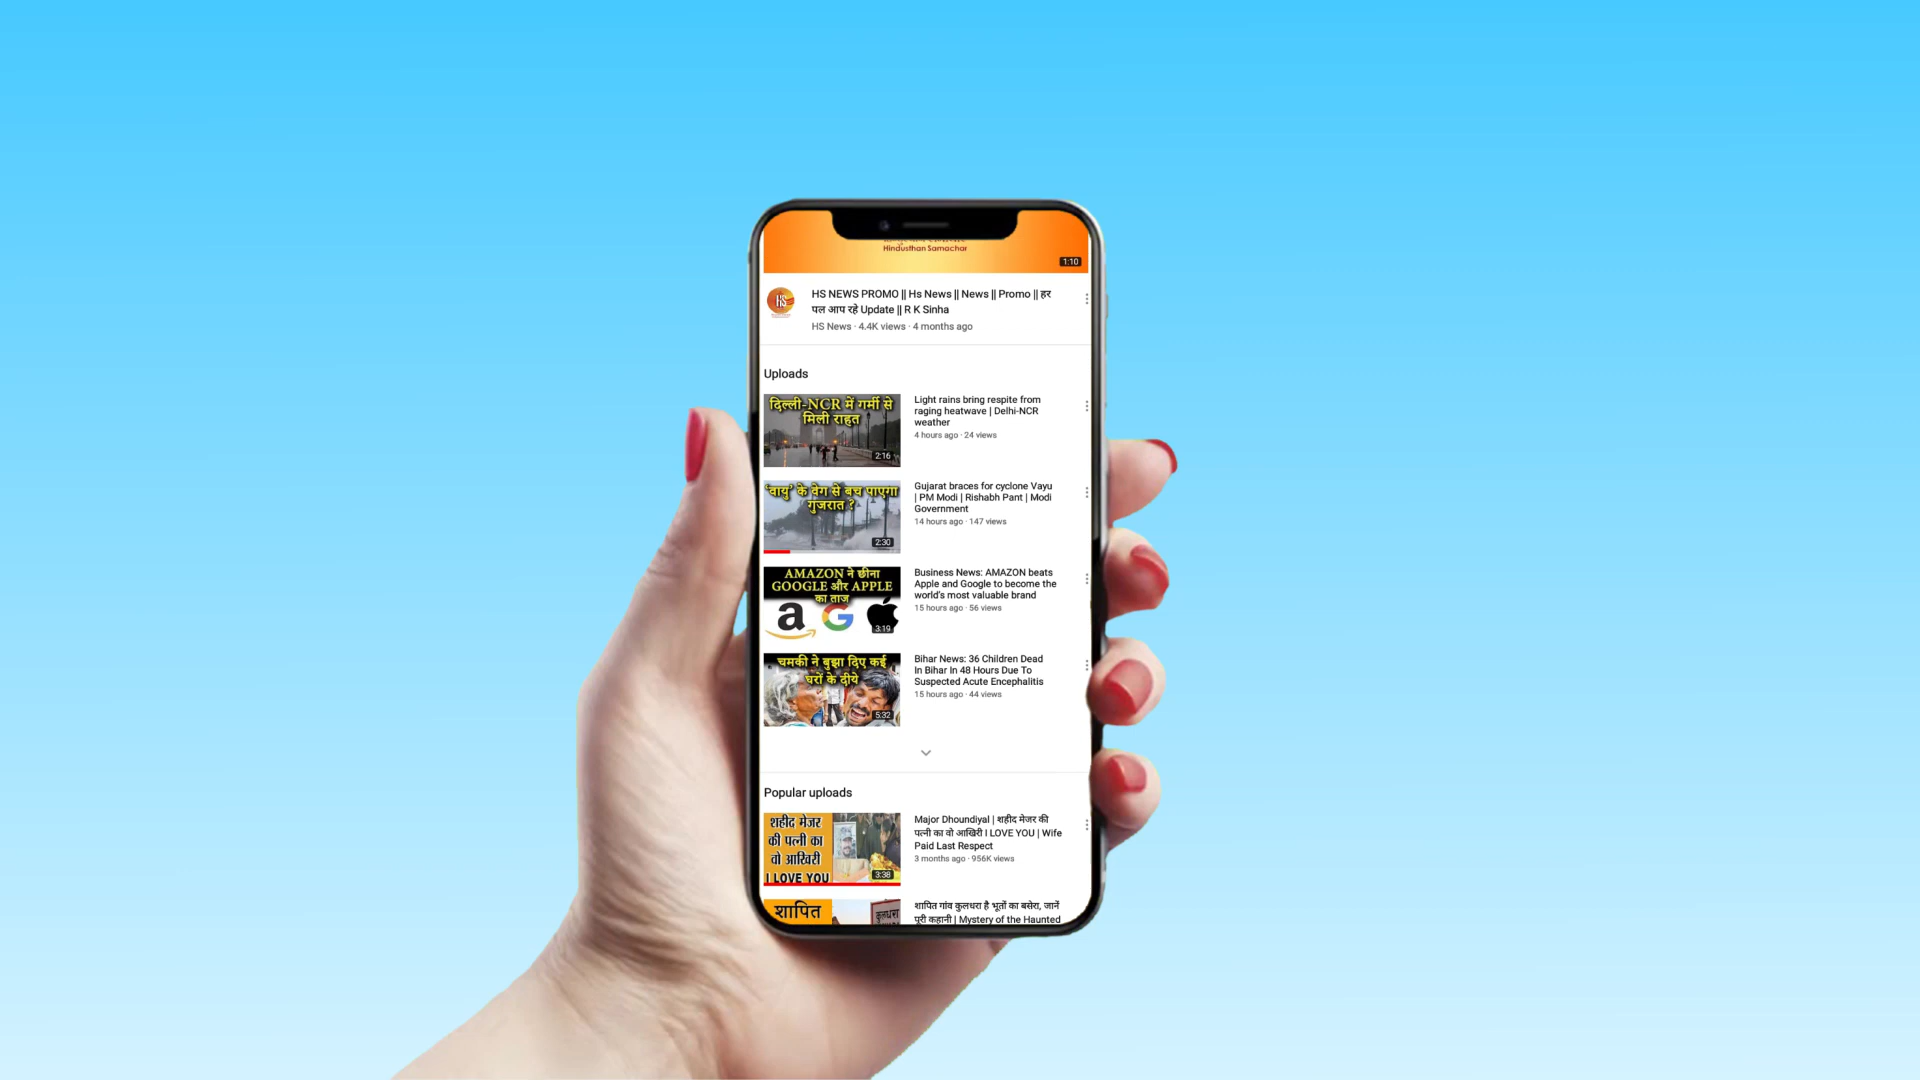 Hindusthan Samachar
1:10
HS
HS NEWS PROMO || Hs News || News || Promo || हर
पल आप रहे Update || R K Sinha
HS News · 4.4K views · 4 months ago
Uploads
दिल्ली-NCR में गर्मी से
मिली राहत
2:16
Light rains bring respite from
raging heatwave | Delhi-NCR
weather
4 hours ago · 24 views
'वायु' के वेग से बच पाएगा
गुजरात ?
2:30
Gujarat braces for cyclone Vayu
| PM Modi | Rishabh Pant | Modi
Government
14 hours ago · 147 views
AMAZON ने छीना
GOOGLE और APPLE
का ताज
a G
3:19
Business News: AMAZON beats
Apple and Google to become the
world's most valuable brand
15 hours ago · 56 views
चमकी ने बुझा दिए कई
घरों के दीये
5:32
Bihar News: 36 Children Dead
In Bihar In 48 Hours Due To
Suspected Acute Encephalitis
15 hours ago · 44 views
Popular uploads
शहीद मेजर
की पत्नी का
वो आखिरी
I LOVE YOU
3:38
Major Dhoundiyal | शहीद मेजर की
पत्नी का वो आखिरी I LOVE YOU | Wife
Paid Last Respect
3 months ago · 956K views
शापित
कुलधरा
शापित गांव कुलधरा है भूतों का बसेरा, जानें
पूरी कहानी | Mystery of the Haunted